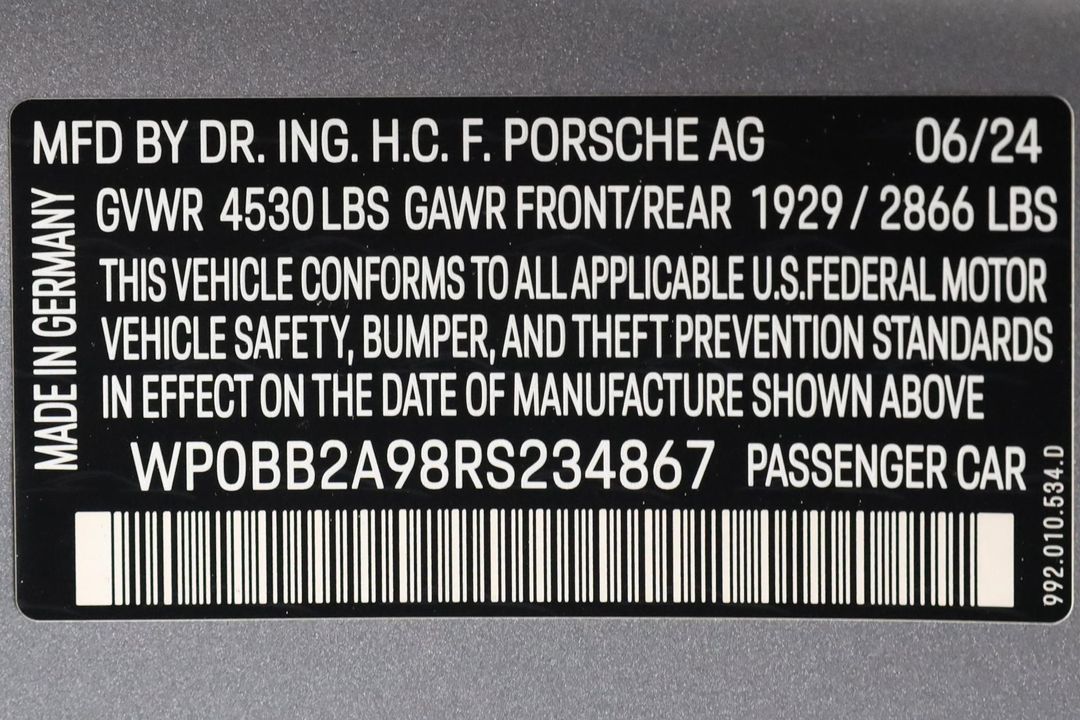 MFD BY DR. ING. H.C. F. PORSCHE AG 06/24
MADE IN GERMANY
GVWR 4530 LBS GAWR FRONT/REAR 1929 / 2866 LBS
THIS VEHICLE CONFORMS TO ALL APPLICABLE U.S.FEDERAL MOTOR
VEHICLE SAFETY, BUMPER, AND THEFT PREVENTION STANDARDS
IN EFFECT ON THE DATE OF MANUFACTURE SHOWN ABOVE
WP0BB2A98RS234867 PASSENGER CAR
992.010.534.D